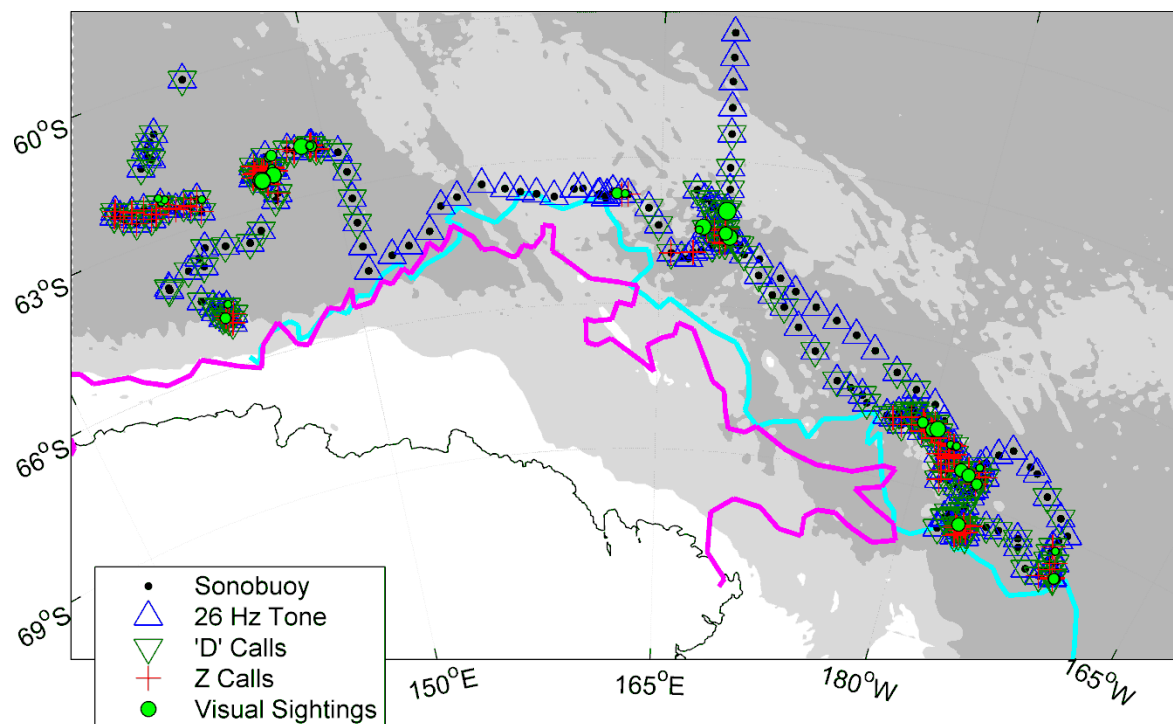 60°S
63°S
66°S
69°S
Sonobuoy
26 Hz Tone
'D' Calls
Z Calls
Visual Sightings
150°E
165°E
180°W
165°W